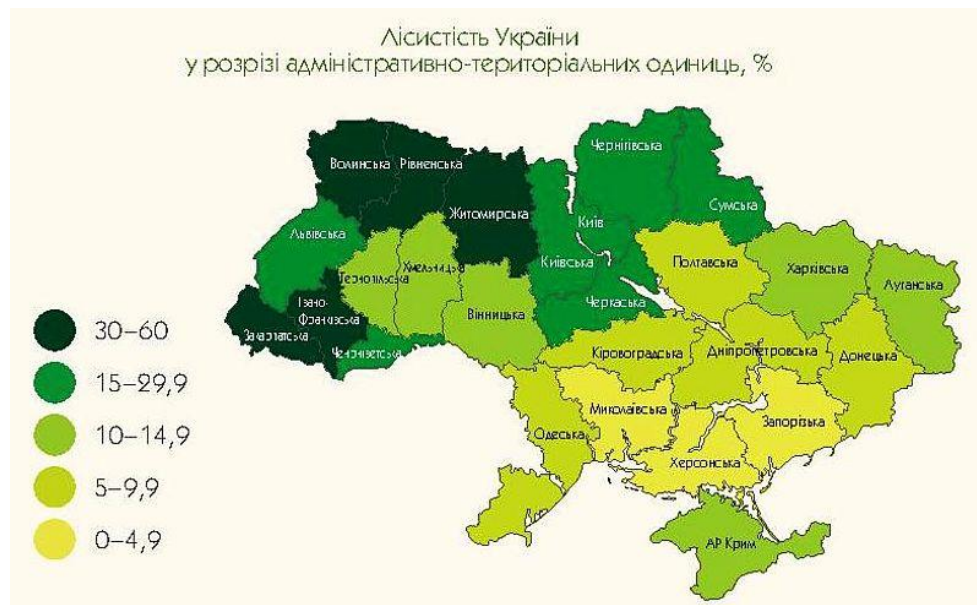 Лісистість України
у розрізі адміністративно-територіальних одиниць, %
Волинська
Рівненська
Житомирська
Чернігівська
Сумська
Київ
Київська
Львівська
Тернопільська
Хмельницька
Вінницька
Черкаська
Полтавська
Харківська
Луганська
Івано-
Франківська
Закарпатська
Чернівецька
Кіровоградська
Дніпропетровська
Донецька
Одеська
Миколаївська
Херсонська
Запорізька
АР Крим
30–60
15–29,9
10–14,9
5–9,9
0–4,9